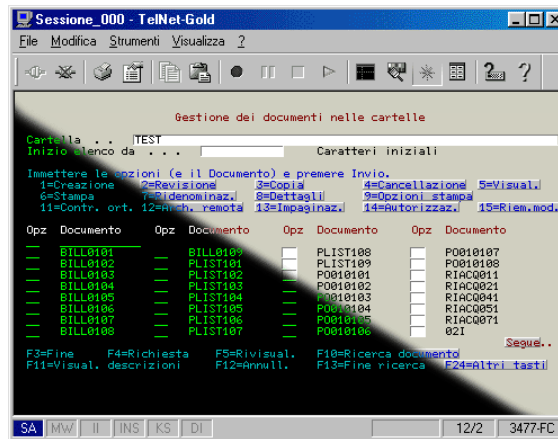 Sessione_000 - TelNet-Gold
File Modifica Strumenti Visualizza ?
Gestione dei documenti nelle cartelle
Cartella . . TEST
Inizio elenco da . . . Caratteri iniziali
Immettere le opzioni (e il Documento) e premere Invio.
1=Creazione 2=Revisione 3=Copia 4=Cancellazione 5=Visual.
6=Stampa 7=Ridenominaz. 8=Dettagli 9=Opzioni stampa
11=Contr. ort. 12=Arch. remota 13=Impaginaz. 14=Autorizzaz. 15=Riem.mod.
Opz Documento Opz Documento Opz Documento Opz Documento
BILL0101 BILL0109 PLIST108 PO010107
BILL0102 PLIST101 PLIST109 PO010108
BILL0103 PLIST102 PO010101 RIACQ011
BILL0104 PLIST103 PO010102 RIACQ021
BILL0105 PLIST104 PO010103 RIACQ041
BILL0106 PLIST105 PO010104 RIACQ051
BILL0107 PLIST106 PO010105 RIACQ071
BILL0108 PLIST107 PO010106 02I
Segue..
F3=Fine F4=Richiesta F5=Rivisual. F10=Ricerca documento
F11=Visual. descrizioni F12=Annull. F13=Fine ricerca F24=Altri tasti
SA MW II INS KS DI 12/2 3477-FC